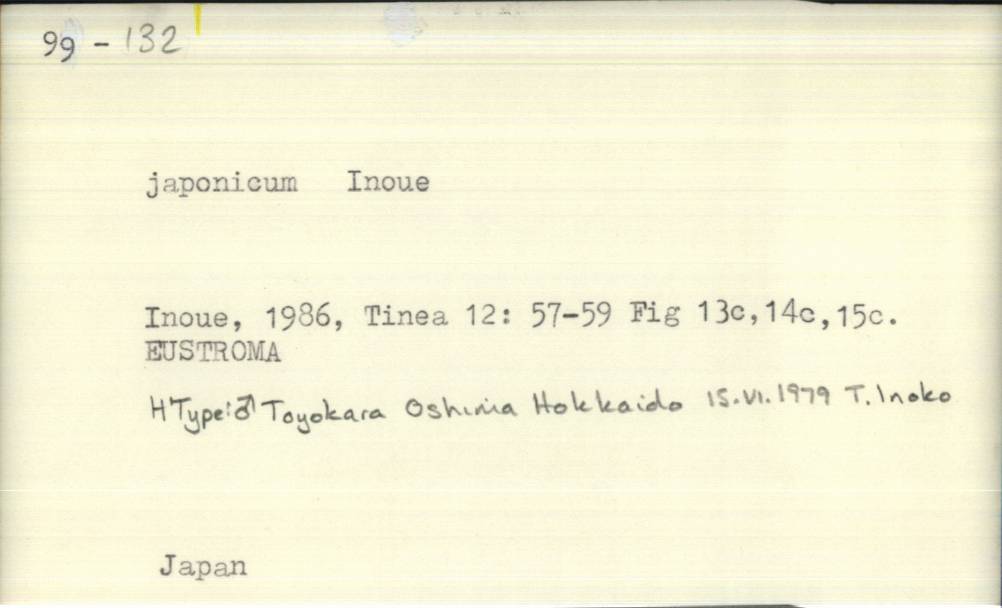 99 - 132
japonicum Inoue
Inoue, 1986, Tinea 12: 57-59 Fig 13c,14c,15c.
EUSTROMA
HType:♂ Toyokara Oshima Hokkaido 15.VI.1979 T. Inoko
Japan